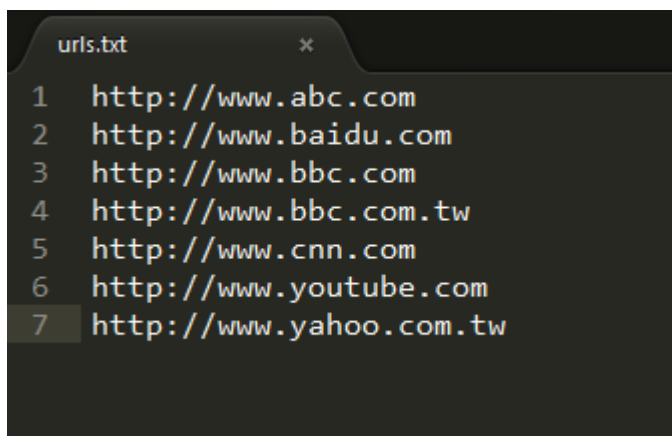 urls.txt ×
1 http://www.abc.com
2 http://www.baidu.com
3 http://www.bbc.com
4 http://www.bbc.com.tw
5 http://www.cnn.com
6 http://www.youtube.com
7 http://www.yahoo.com.tw